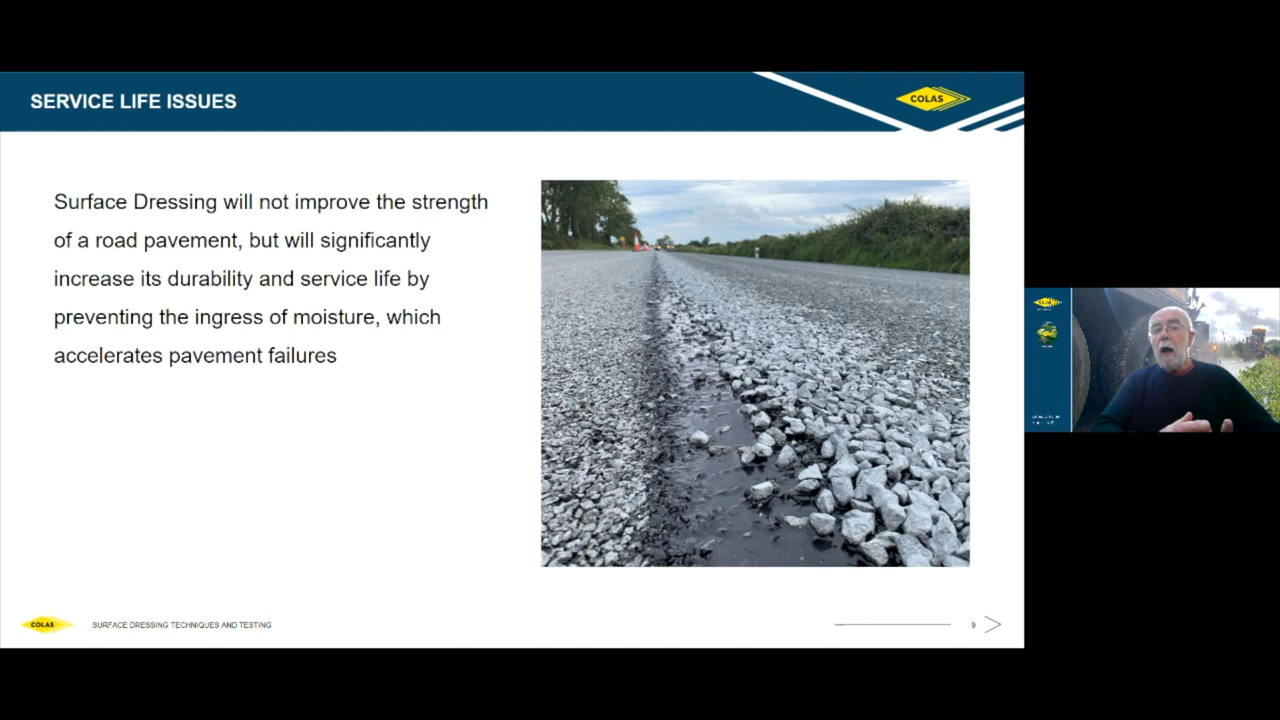 SERVICE LIFE ISSUES
COLAS
Surface Dressing will not improve the strength
of a road pavement, but will significantly
increase its durability and service life by
preventing the ingress of moisture, which
accelerates pavement failures
COLAS
SURFACE DRESSING TECHNIQUES AND TESTING
9